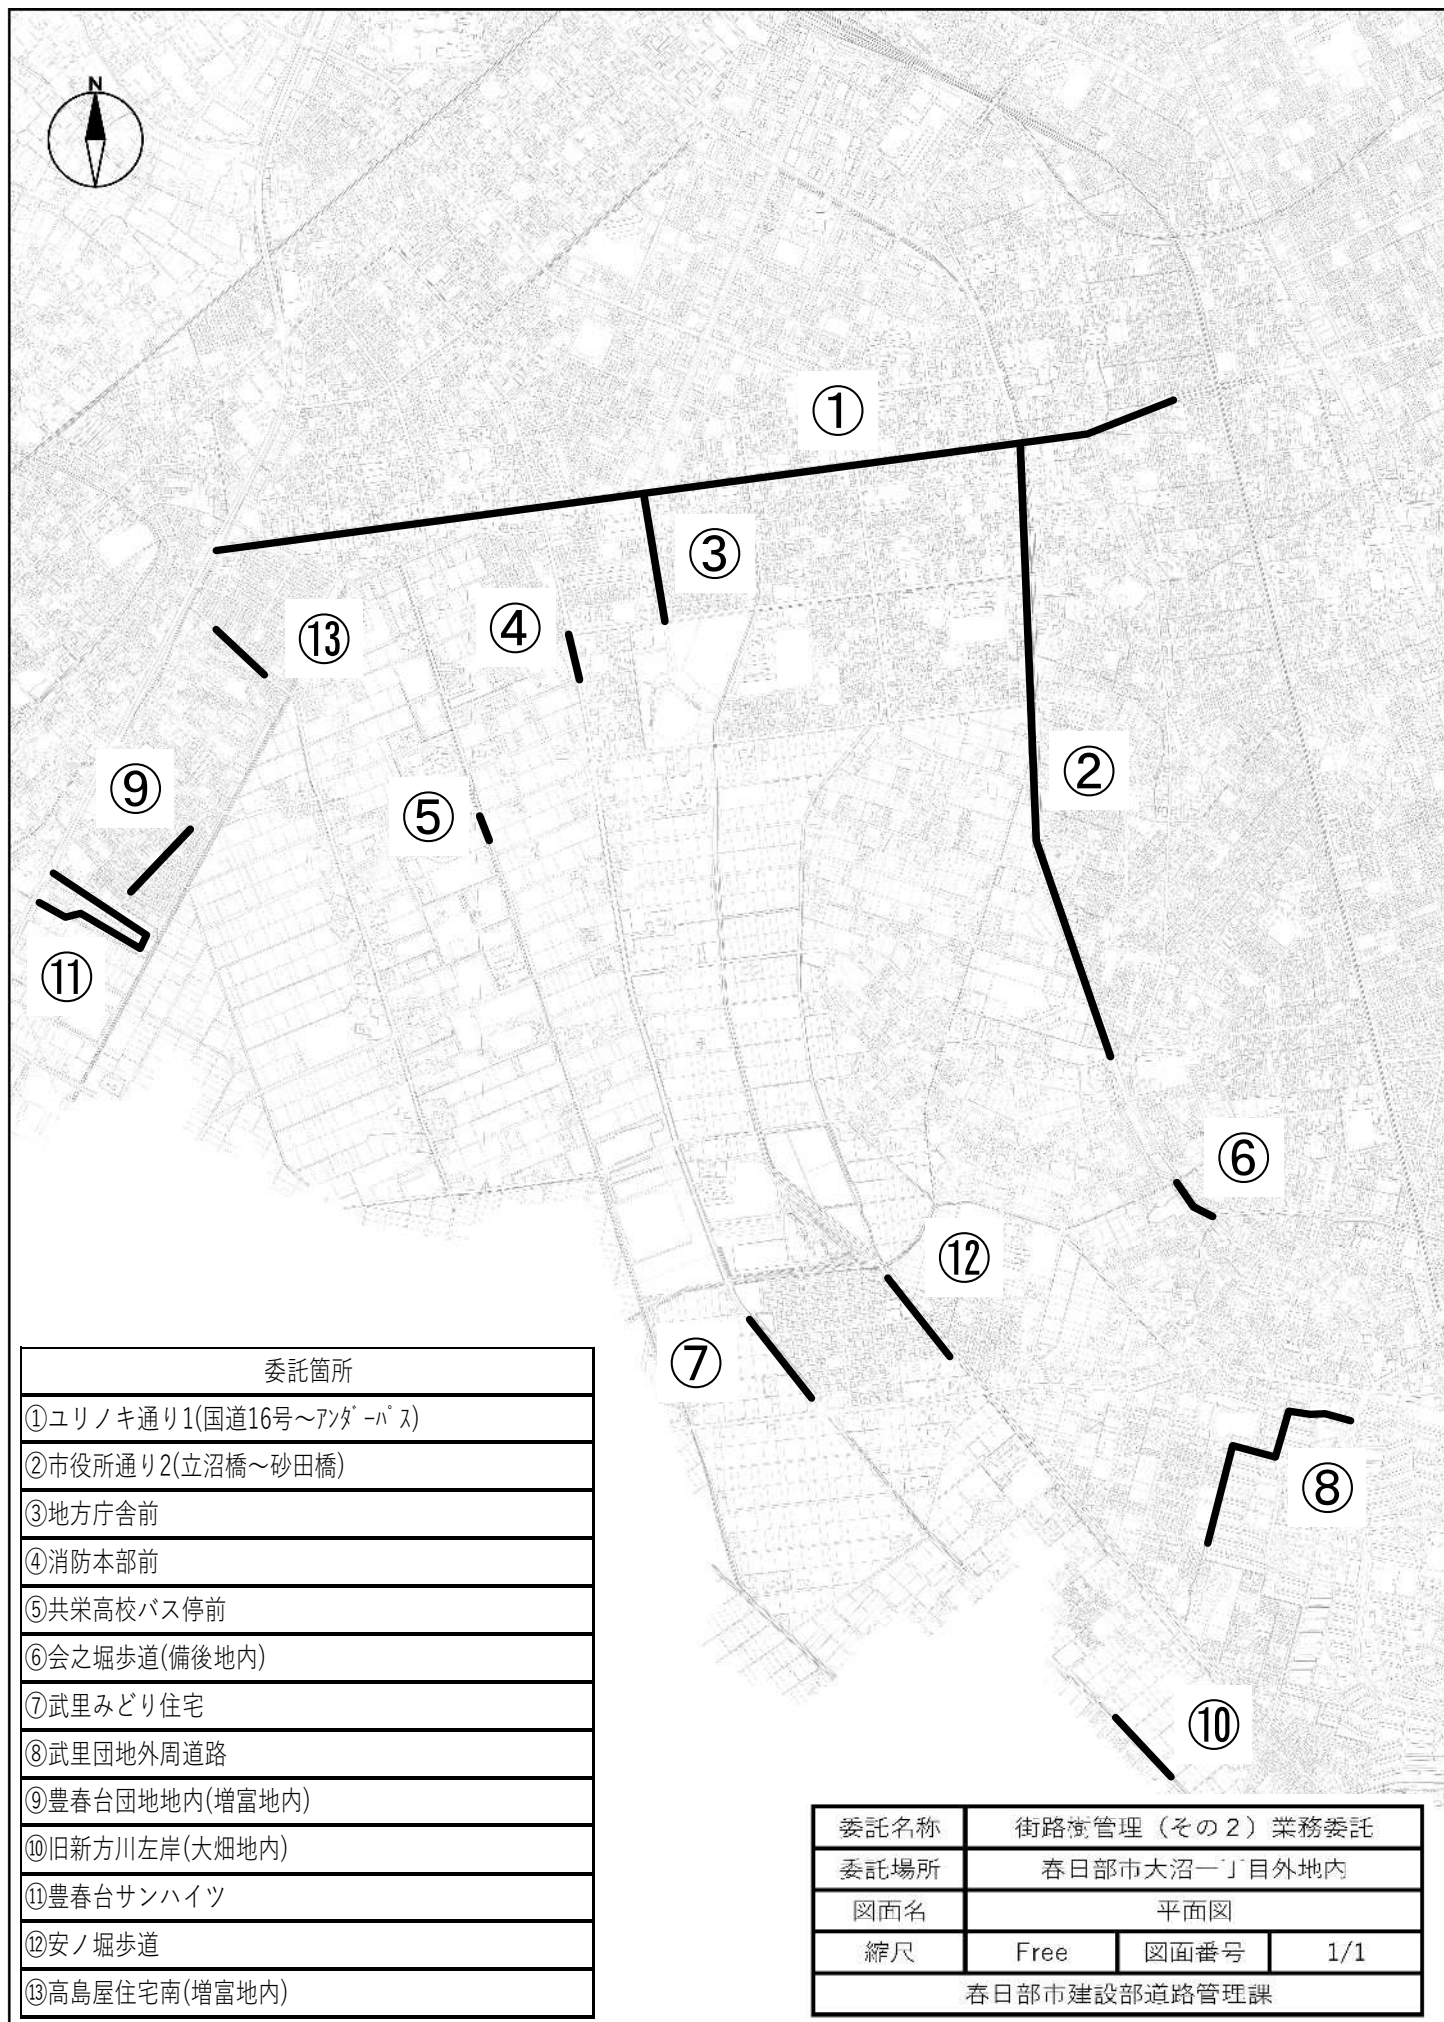 N
①
③
⑬
④
②
⑨
⑤
⑪
⑥
⑫
⑦
⑧
⑩
委託箇所
①ユリノキ通り1(国道16号～ｱﾝﾀﾞｰﾊﾟｽ)
②市役所通り2(立沼橋～砂田橋)
③地方庁舎前
④消防本部前
⑤共栄高校バス停前
⑥会之堀歩道(備後地内)
⑦武里みどり住宅
⑧武里団地外周道路
⑨豊春台団地地内(増富地内)
⑩旧新方川左岸(大畑地内)
⑪豊春台サンハイツ
⑫安ノ堀歩道
⑬高島屋住宅南(増富地内)
委託名称 街路樹管理（その２）業務委託
委託場所 春日部市大沼一丁目外地内
図面名 平面図
縮尺 Free 図面番号 1/1
春日部市建設部道路管理課